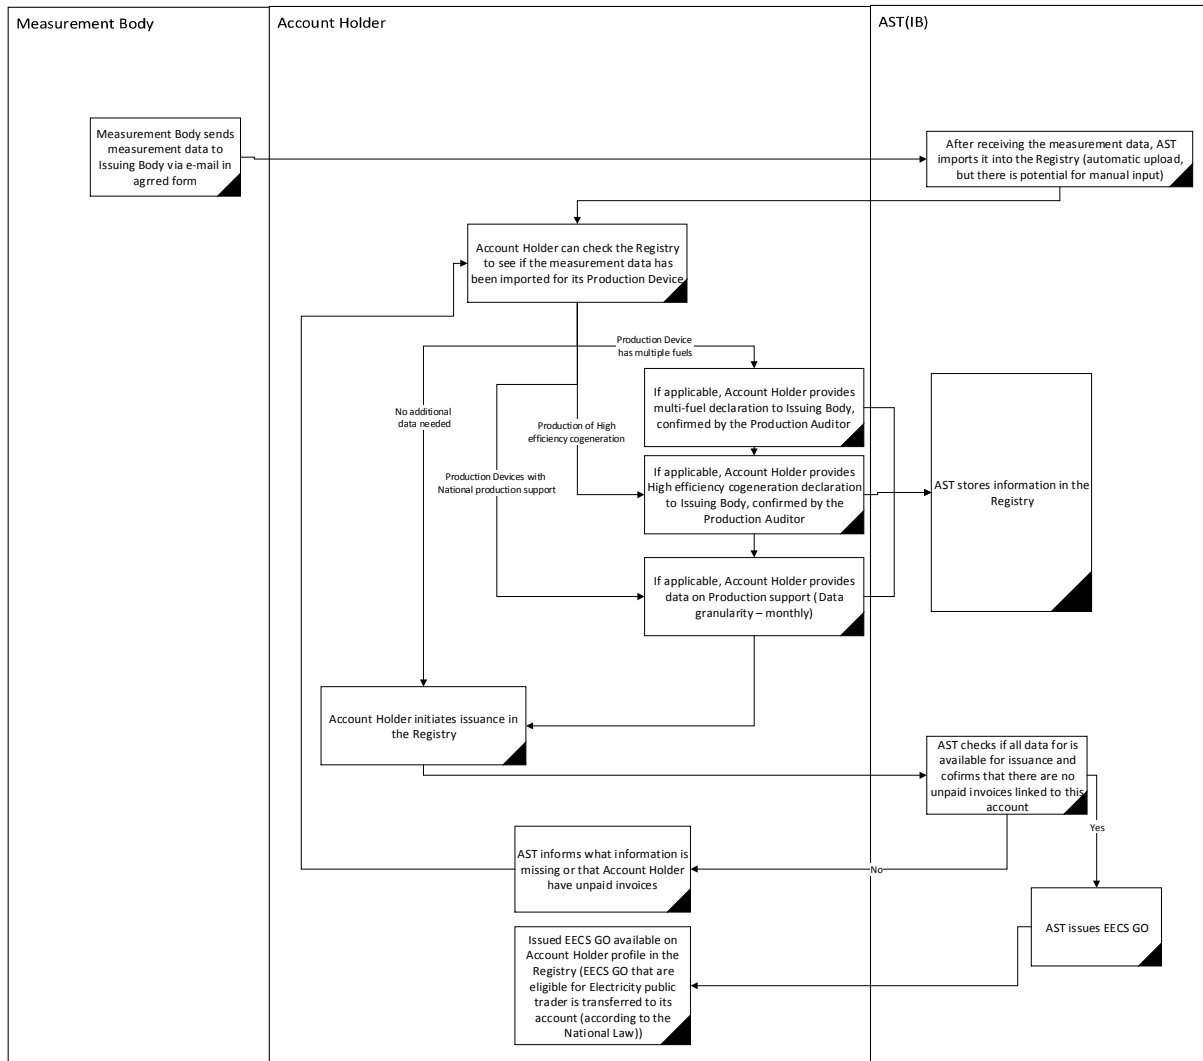 Measurement Body
Account Holder
AST(IB)
Measurement Body sends
measurement data to
Issuing Body via e-mail in
agrred form
After receiving the measurement data, AST
imports it into the Registry (automatic upload,
but there is potential for manual input)
Account Holder can check the Registry
to see if the measurement data has
been imported for its Production Device
Production Device
has multiple fuels
If applicable, Account Holder provides
multi-fuel declaration to Issuing Body,
confirmed by the Production Auditor
No additional
data needed
Production of High
efficiency cogeneration
Production Devices with
National production support
If applicable, Account Holder provides
High efficiency cogeneration declaration
to Issuing Body, confirmed by the
Production Auditor
AST stores information in the
Registry
If applicable, Account Holder provides
data on Production support (Data
granularity – monthly)
Account Holder initiates issuance in
the Registry
AST checks if all data for is
available for issuance and
cofirms that there are no
unpaid invoices linked to this
account
Yes
AST informs what information is
missing or that Account Holder
have unpaid invoices
No
AST issues EECS GO
Issued EECS GO available on
Account Holder profile in the
Registry (EECS GO that are
eligible for Electricity public
trader is transferred to its
account (according to the
National Law))